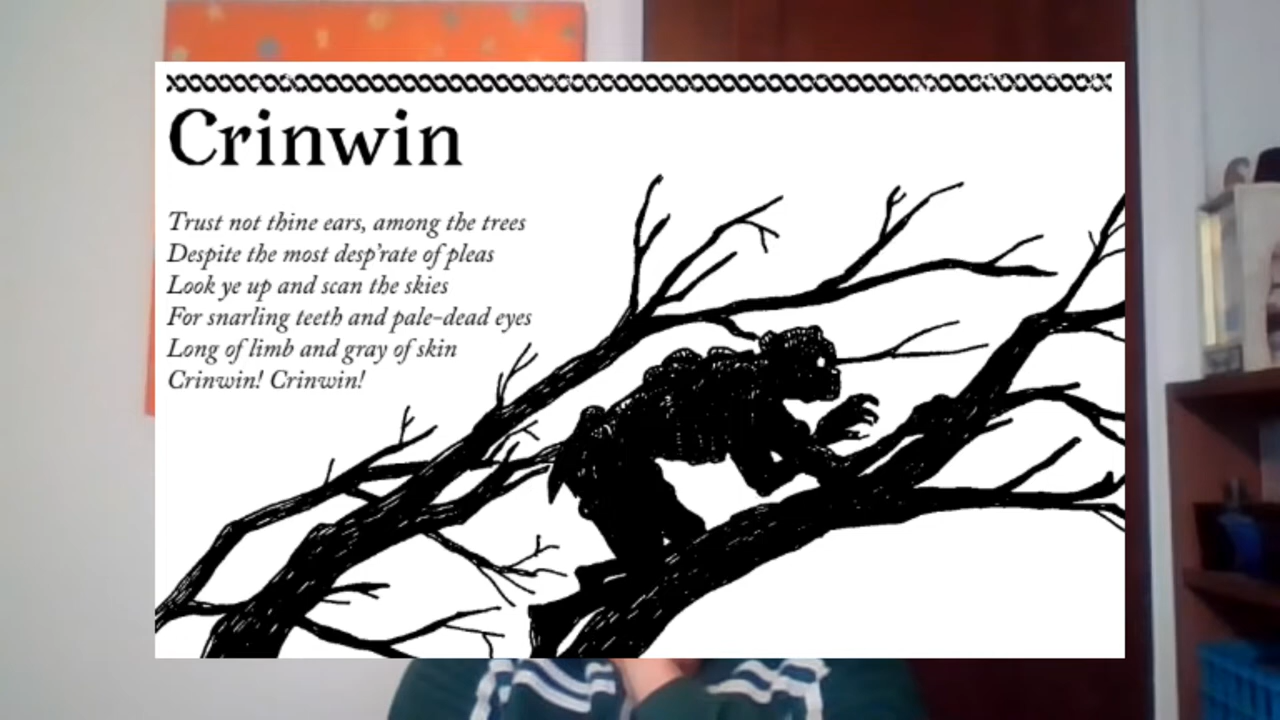 Crinwin
Trust not thine ears, among the trees
Despite the most desp'rate of pleas
Look ye up and scan the skies
For snarling teeth and pale-dead eyes
Long of limb and gray of skin
Crinwin! Crinwin!